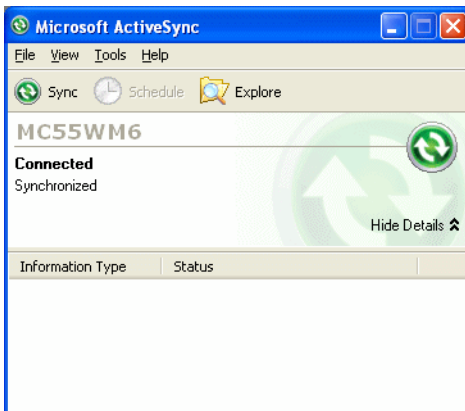 Microsoft ActiveSync
File View Tools Help
Sync Schedule Explore
MC55WM6
Connected
Synchronized
Hide Details
Information Type Status